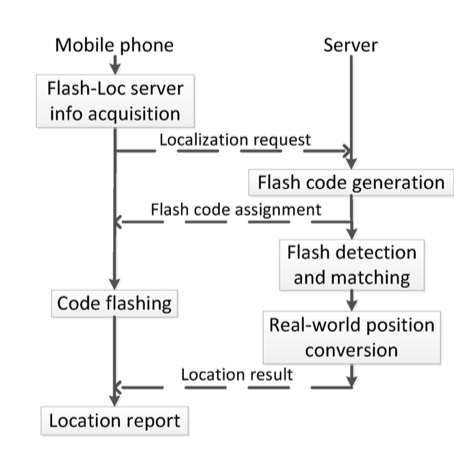 Mobile phone
Server
Flash-Loc server
info acquisition
Localization request
Flash code generation
Flash code assignment
Flash detection
and matching
Code flashing
Real-world position
conversion
Location result
Location report